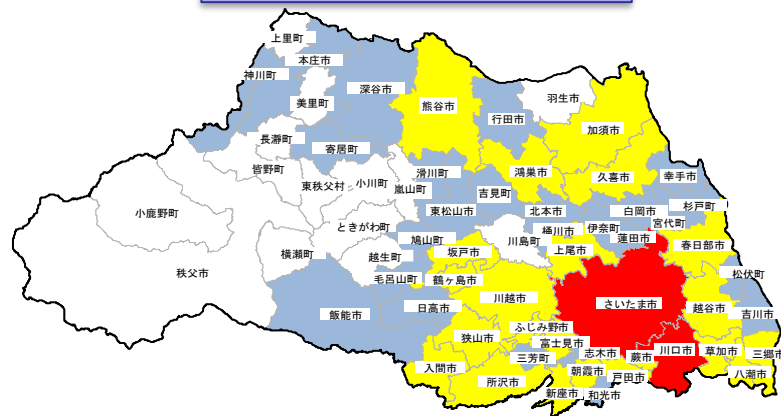 上里町
本庄市
神川町
深谷市
美里町
熊谷市
羽生市
行田市
加須市
長瀞町
寄居町
皆野町
東秩父村
小川町
滑川町
嵐山町
吉見町
鴻巣市
久喜市
幸手市
小鹿野町
東松山市
北本市
白岡市
杉戸町
宮代町
ときがわ町
鳩山町
川島町
桶川市
伊奈町
蓮田市
春日部市
横瀬町
越生町
坂戸市
上尾市
秩父市
毛呂山町
鶴ヶ島市
松伏町
飯能市
日高市
川越市
さいたま市
越谷市
吉川市
狭山市
ふじみ野市
富士見市
三芳町
志木市
蕨市
川口市
草加市
三郷市
入間市
所沢市
朝霞市
戸田市
八潮市
新座市
和光市